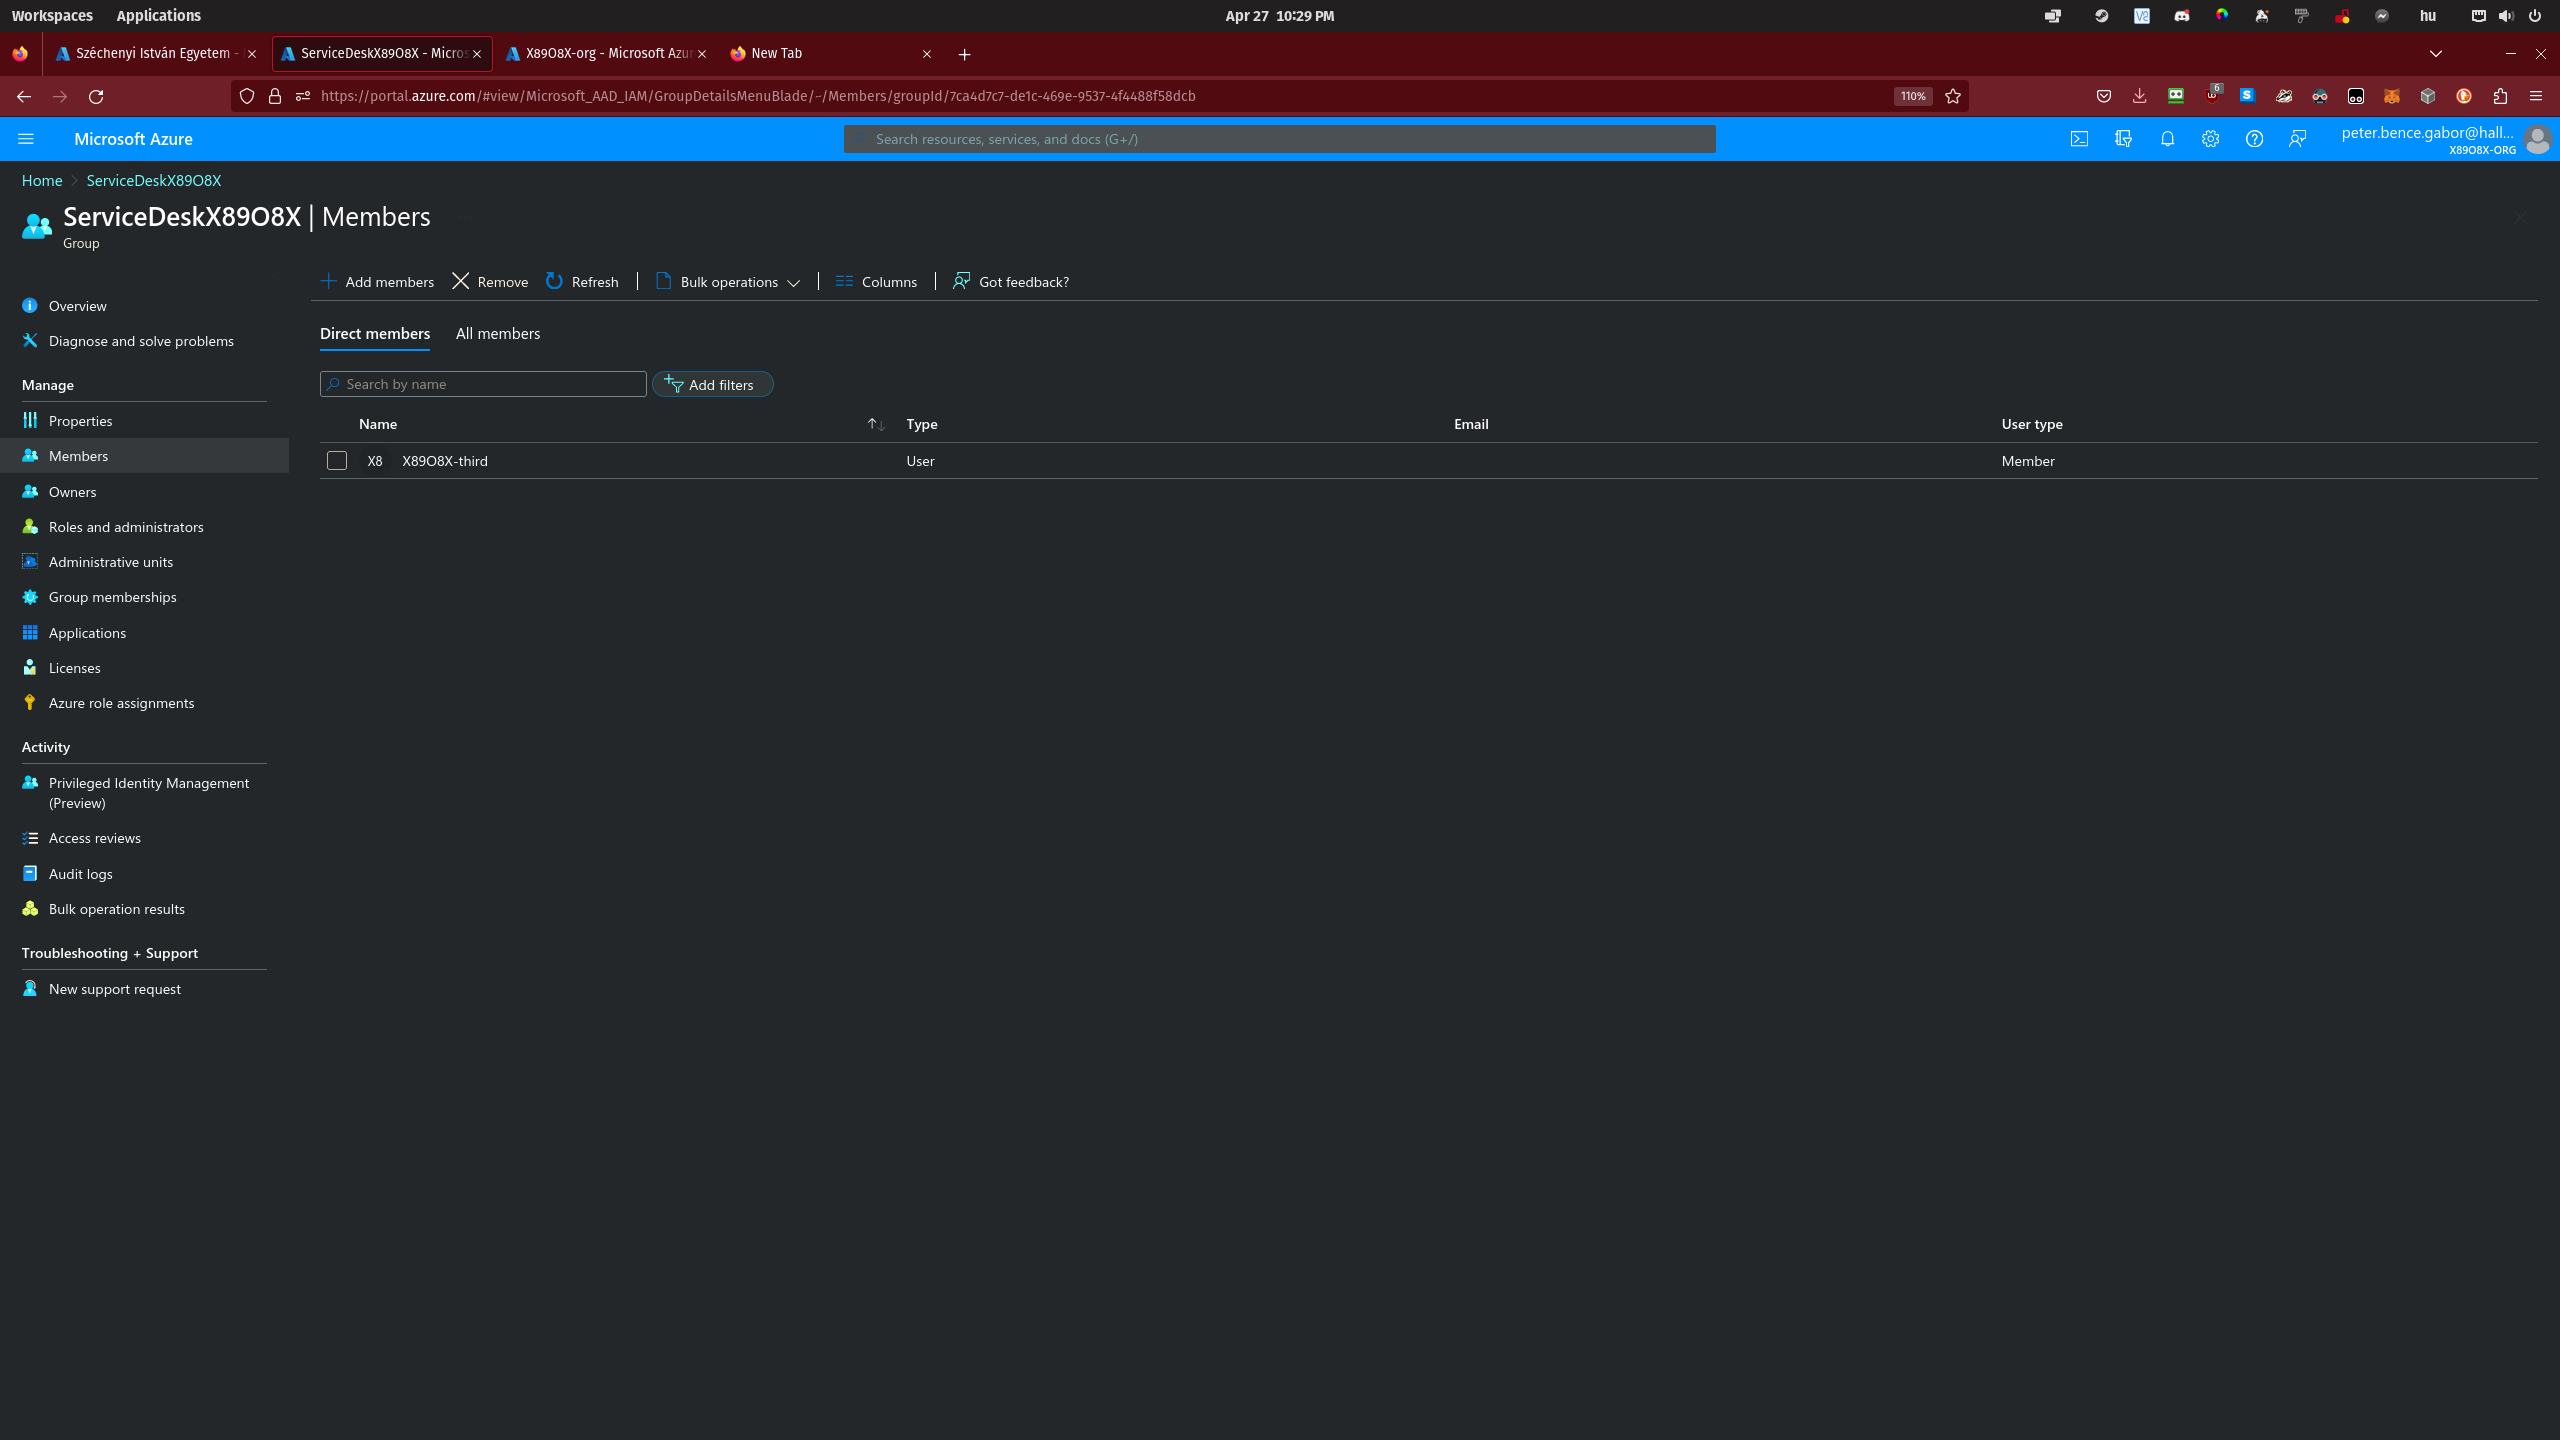 Workspaces Applications Apr 27 10:29 PM hu
Széchenyi István Egyetem - ServiceDeskX89O8X - Micros X89O8X-org - Microsoft Azur New Tab
https://portal.azure.com/#view/Microsoft_AAD_IAM/GroupDetailsMenuBlade/~/Members/groupId/7ca4d7c7-de1c-469e-9537-4f4488f58dcb 110% 6
Microsoft Azure Search resources, services, and docs (G+/) peter.bence.gabor@hall...
X89O8X-ORG
Home ServiceDeskX89O8X
ServiceDeskX89O8X | Members
Group
Add members Remove Refresh Bulk operations Columns Got feedback?
Overview
Diagnose and solve problems
Manage
Properties
Members
Owners
Roles and administrators
Administrative units
Group memberships
Applications
Licenses
Azure role assignments
Activity
Privileged Identity Management
(Preview)
Access reviews
Audit logs
Bulk operation results
Troubleshooting + Support
New support request
Direct members All members
Search by name Add filters
Name Type Email User type
X8 X89O8X-third User Member